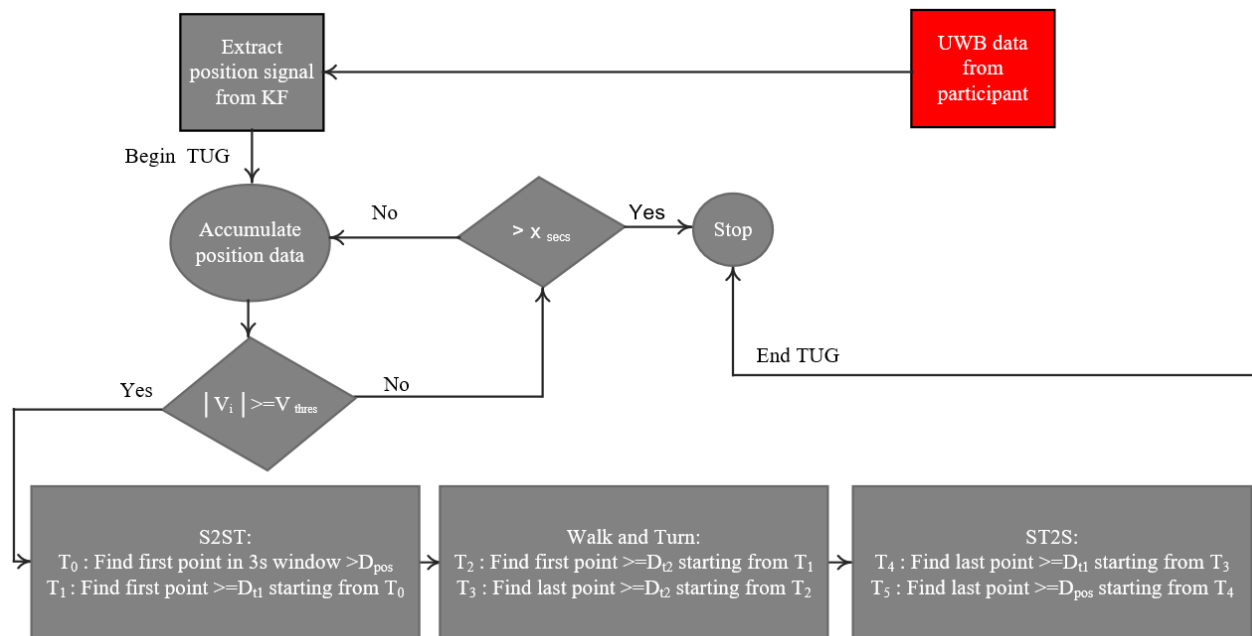 Extract
position signal
from KF
UWB data
from
participant
Begin TUG
Accumulate
position data
No
> x secs
Yes
Stop
End TUG
Yes
|Vi| >=V thres
No
S2ST:
T0 : Find first point in 3s window >Dpos
T1 : Find first point >=Dt1 starting from T0
Walk and Turn:
T2 : Find first point >=Dt2 starting from T1
T3 : Find last point >=Dt2 starting from T2
ST2S:
T4 : Find last point >=Dt1 starting from T3
T5 : Find last point >=Dpos starting from T4